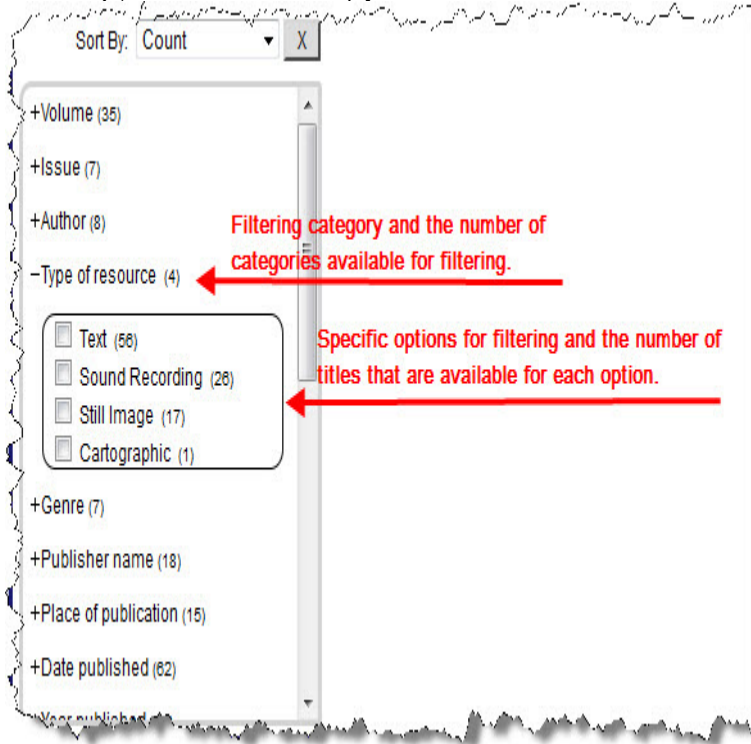 Sort By: Count X
+Volume (35)
+Issue (7)
+Author (8)
Filtering category and the number of
categories available for filtering.
−Type of resource (4)
Text (56)
Specific options for filtering and the number of
Sound Recording (26)
titles that are available for each option.
Still Image (17)
Cartographic (1)
+Genre (7)
+Publisher name (18)
+Place of publication (15)
+Date published (62)
+Year published